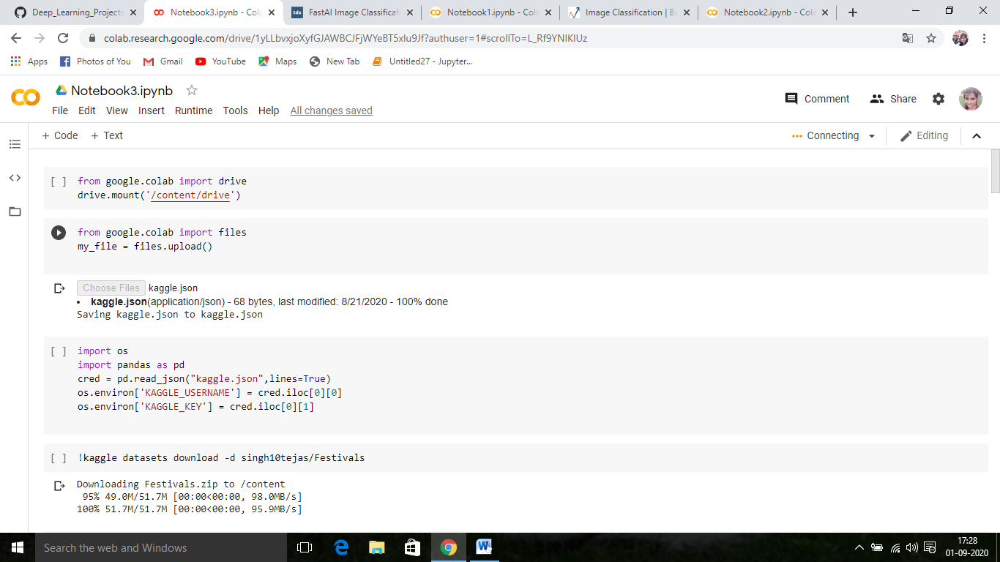 Deep_Learning_Projects
Notebook3.ipynb - Cola
FastAI Image Classificati
Notebook1.ipynb - Cola
Image Classification | Bu
Notebook2.ipynb - Cola
colab.research.google.com/drive/1yLLbvxjoXyfGJAWBCJFjWYeBT5xlu9Jf?authuser=1#scrollTo=L_Rf9YNIKlUz
Apps
Photos of You
Gmail
YouTube
Maps
New Tab
Untitled27 - Jupyter...
Notebook3.ipynb
Comment
Share
File Edit View Insert Runtime Tools Help All changes saved
+ Code + Text
Connecting
Editing
[ ] from google.colab import drive
drive.mount('/content/drive')
from google.colab import files
my_file = files.upload()
Choose Files kaggle.json
• kaggle.json(application/json) - 68 bytes, last modified: 8/21/2020 - 100% done
Saving kaggle.json to kaggle.json
[ ] import os
import pandas as pd
cred = pd.read_json("kaggle.json",lines=True)
os.environ['KAGGLE_USERNAME'] = cred.iloc[0][0]
os.environ['KAGGLE_KEY'] = cred.iloc[0][1]
[ ] !kaggle datasets download -d singh10tejas/Festivals
Downloading Festivals.zip to /content
95% 49.0M/51.7M [00:00<00:00, 98.0MB/s]
100% 51.7M/51.7M [00:00<00:00, 95.9MB/s]
Search the web and Windows
17:28
01-09-2020